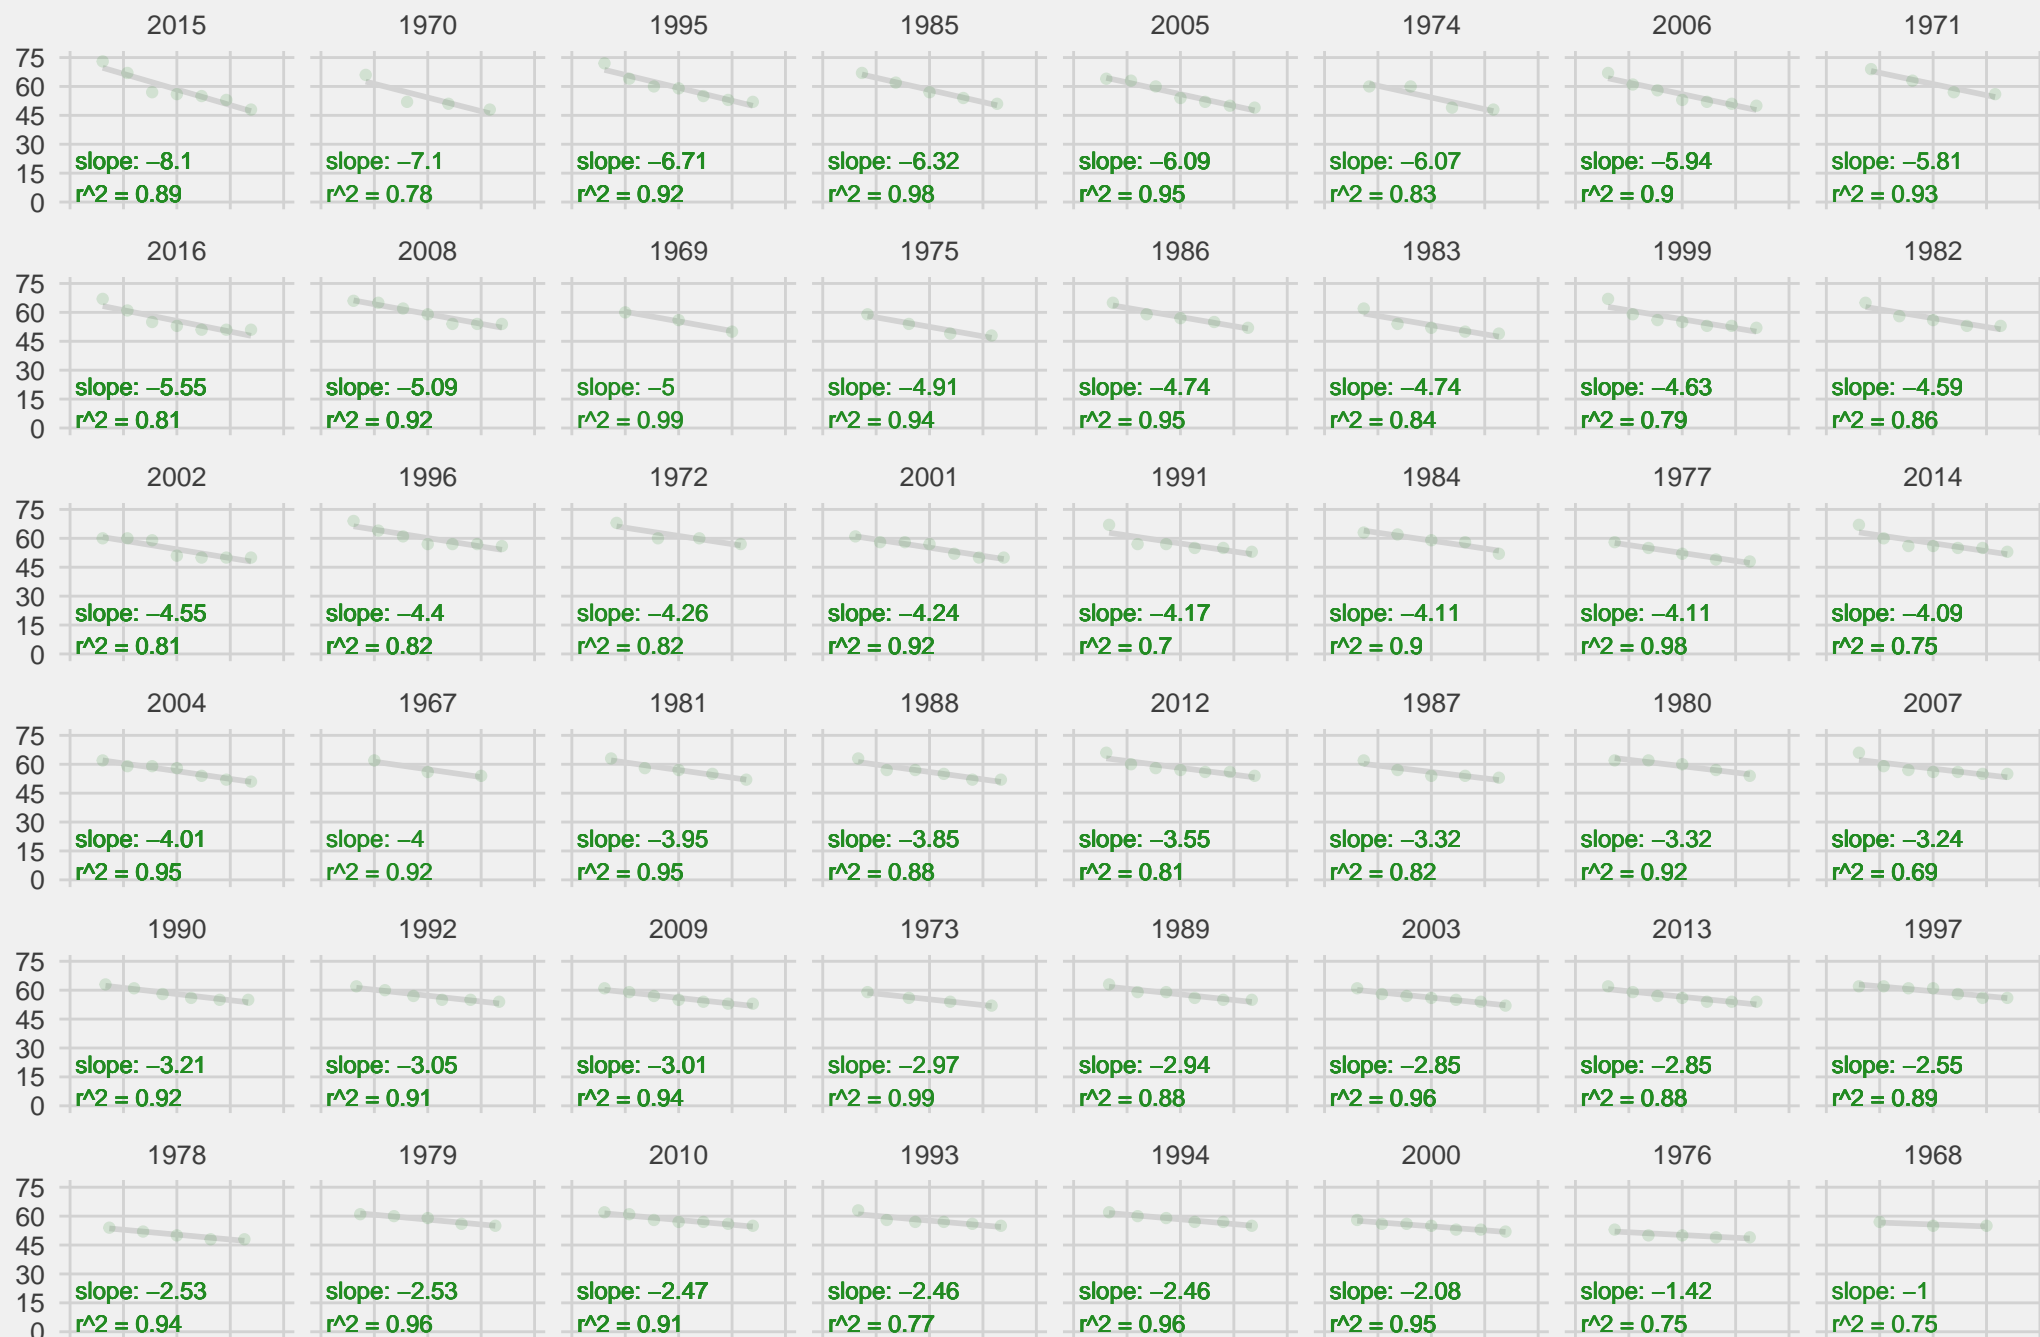 2015 1970 1995 1985 2005 1974 2006 1971
75
60
45
30
slope: −8.1 slope: −7.1 slope: −6.71 slope: −6.32 slope: −6.09 slope: −6.07 slope: −5.94 slope: −5.81
15
r^2 = 0.89 r^2 = 0.78 r^2 = 0.92 r^2 = 0.98 r^2 = 0.95 r^2 = 0.83 r^2 = 0.9 r^2 = 0.93
0
2016 2008 1969 1975 1986 1983 1999 1982
75
60
45
30
slope: −5.55 slope: −5.09 slope: −5 slope: −4.91 slope: −4.74 slope: −4.74 slope: −4.63 slope: −4.59
15
r^2 = 0.81 r^2 = 0.92 r^2 = 0.99 r^2 = 0.94 r^2 = 0.95 r^2 = 0.84 r^2 = 0.79 r^2 = 0.86
0
2002 1996 1972 2001 1991 1984 1977 2014
75
60
45
30
slope: −4.55 slope: −4.4 slope: −4.26 slope: −4.24 slope: −4.17 slope: −4.11 slope: −4.11 slope: −4.09
15
r^2 = 0.81 r^2 = 0.82 r^2 = 0.82 r^2 = 0.92 r^2 = 0.7 r^2 = 0.9 r^2 = 0.98 r^2 = 0.75
0
2004 1967 1981 1988 2012 1987 1980 2007
75
60
45
30
slope: −4.01 slope: −4 slope: −3.95 slope: −3.85 slope: −3.55 slope: −3.32 slope: −3.32 slope: −3.24
15
r^2 = 0.95 r^2 = 0.92 r^2 = 0.95 r^2 = 0.88 r^2 = 0.81 r^2 = 0.82 r^2 = 0.92 r^2 = 0.69
0
1990 1992 2009 1973 1989 2003 2013 1997
75
60
45
30
slope: −3.21 slope: −3.05 slope: −3.01 slope: −2.97 slope: −2.94 slope: −2.85 slope: −2.85 slope: −2.55
15
r^2 = 0.92 r^2 = 0.91 r^2 = 0.94 r^2 = 0.99 r^2 = 0.88 r^2 = 0.96 r^2 = 0.88 r^2 = 0.89
0
1978 1979 2010 1993 1994 2000 1976 1968
75
60
45
30
slope: −2.53 slope: −2.53 slope: −2.47 slope: −2.46 slope: −2.46 slope: −2.08 slope: −1.42 slope: −1
15
r^2 = 0.94 r^2 = 0.96 r^2 = 0.91 r^2 = 0.77 r^2 = 0.96 r^2 = 0.95 r^2 = 0.75 r^2 = 0.75
0